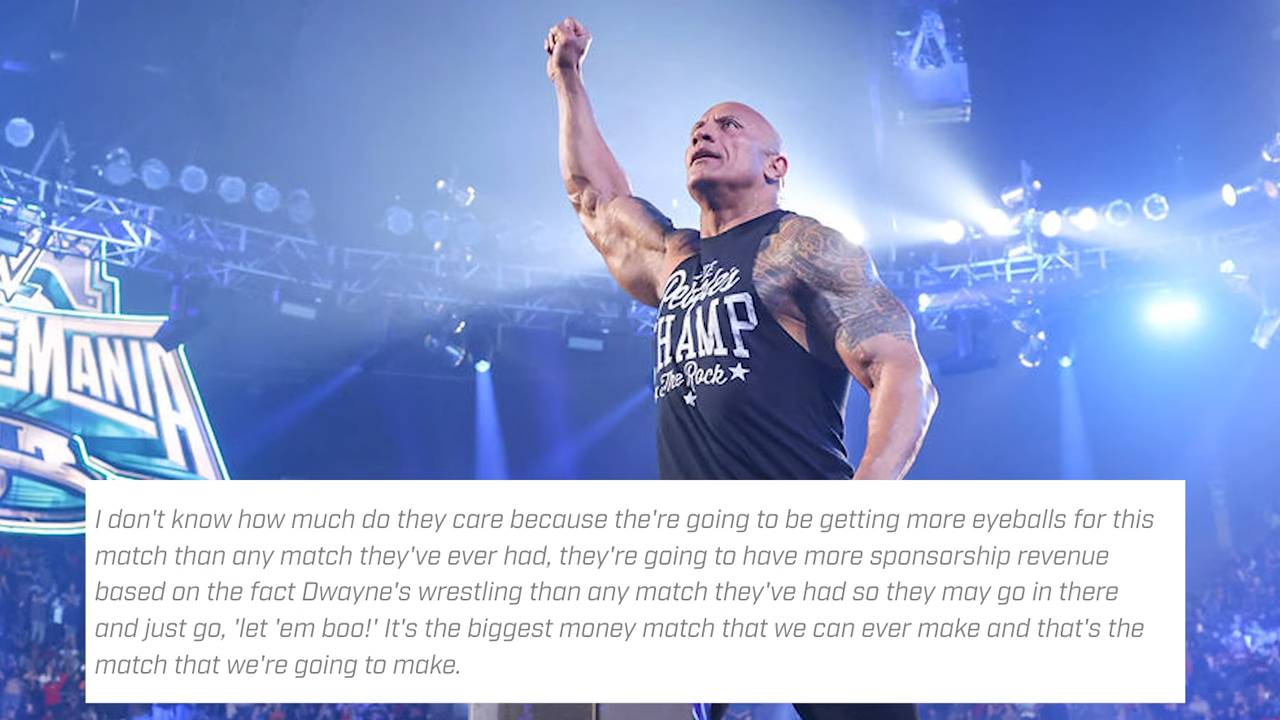 The
People's
CHAMP
The Rock
EMANIA
I don't know how much do they care because the're going to be getting more eyeballs for this
match than any match they've ever had, they're going to have more sponsorship revenue
based on the fact Dwayne's wrestling than any match they've had so they may go in there
and just go, 'let 'em boo!' It's the biggest money match that we can ever make and that's the
match that we're going to make.